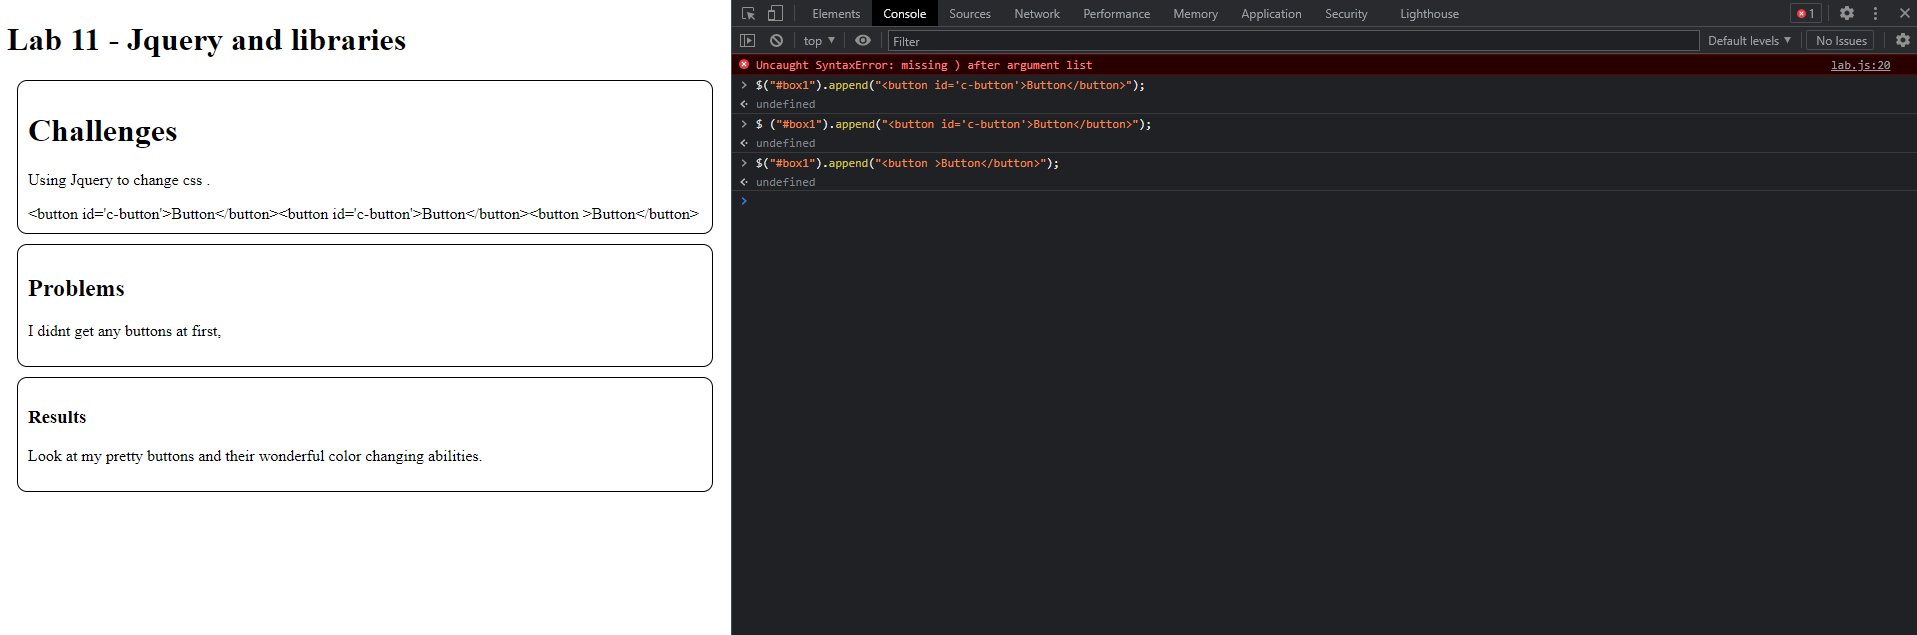 Lab 11 - Jquery and libraries
Challenges
Using Jquery to change css .
<button id='c-button'>Button</button><button id='c-button'>Button</button><button >Button</button>
Problems
I didnt get any buttons at first,
Results
Look at my pretty buttons and their wonderful color changing abilities.
Elements Console Sources Network Performance Memory Application Security Lighthouse 1
top Filter Default levels No Issues
Uncaught SyntaxError: missing ) after argument list lab.js:20
$("#box1").append("<button id='c-button'>Button</button>");
undefined
$ ("#box1").append("<button id='c-button'>Button</button>");
undefined
$("#box1").append("<button >Button</button>");
undefined